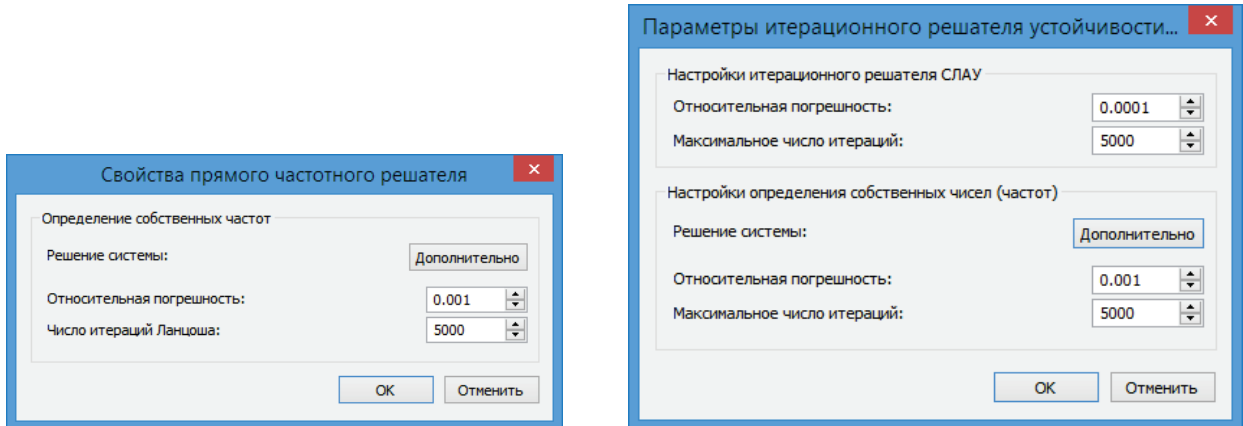 Свойства прямого частотного решателя
Определение собственных частот
Решение системы: Дополнительно
Относительная погрешность: 0.001
Число итераций Ланцоша: 5000
OK Отменить
Параметры итерационного решателя устойчивости...
Настройки итерационного решателя СЛАУ
Относительная погрешность: 0.0001
Максимальное число итераций: 5000
Настройки определения собственных чисел (частот)
Решение системы: Дополнительно
Относительная погрешность: 0.001
Максимальное число итераций: 5000
OK Отменить